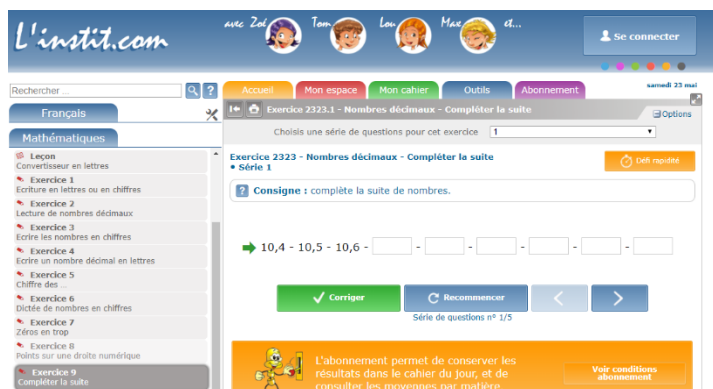 L'instit.com
avec Zoé Tom Lou Max et...
Se connecter
Rechercher ...
?
Français
Mathématiques
Leçon
Convertisseur en lettres
Exercice 1
Ecriture en lettres ou en chiffres
Exercice 2
Lecture de nombres décimaux
Exercice 3
Ecrire les nombres en chiffres
Exercice 4
Ecrire un nombre décimal en lettres
Exercice 5
Chiffre des ...
Exercice 6
Dictée de nombres en chiffres
Exercice 7
Zéros en trop
Exercice 8
Points sur une droite numérique
Exercice 9
Compléter la suite
Accueil Mon espace Mon cahier Outils Abonnement
samedi 23 mai
Exercice 2323.1 - Nombres décimaux - Compléter la suite
Options
Choisis une série de questions pour cet exercice 1
Exercice 2323 - Nombres décimaux - Compléter la suite
• Série 1
Défi rapidité
? Consigne : complète la suite de nombres.
10,4 - 10,5 - 10,6 - - - - - -
Corriger Recommencer
Série de questions n° 1/5
L'abonnement permet de conserver les
résultats dans le cahier du jour, et de
consulter les moyennes par matière
Voir conditions
abonnement